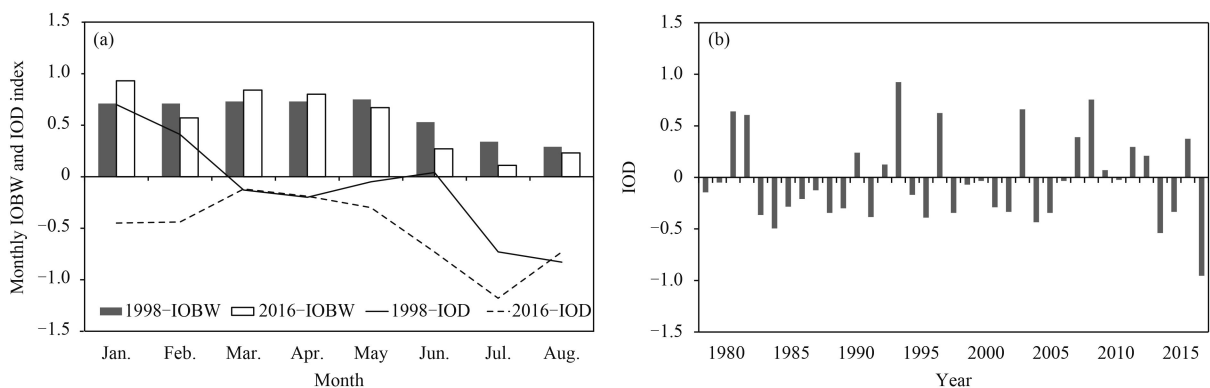 (a)
Monthly IOBW and IOD index
1.5
1.0
0.5
0
−0.5
−1.0
−1.5
1998−IOBW 2016−IOBW 1998−IOD 2016−IOD
Jan. Feb. Mar. Apr. May Jun. Jul. Aug.
Month
(b)
IOD
1.5
1.0
0.5
0
−0.5
−1.0
−1.5
1980 1985 1990 1995 2000 2005 2010 2015
Year